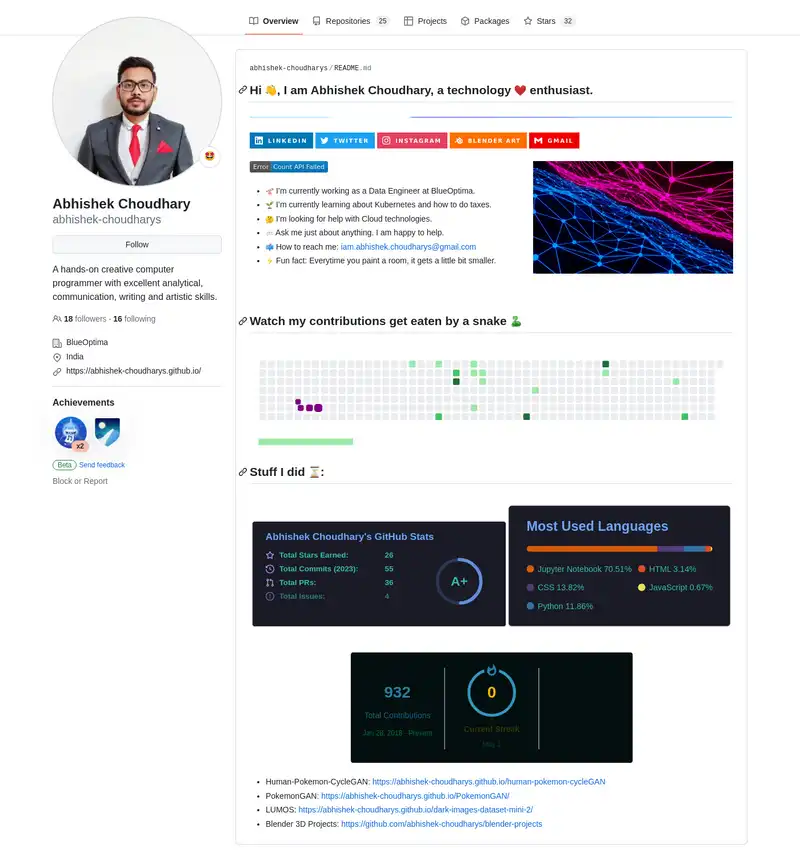 Overview
Repositories 25
Projects
Packages
Stars 32
Abhishek Choudhary
abhishek-choudharys
Follow
A hands-on creative computer
programmer with excellent analytical,
communication, writing and artistic skills.
18 followers · 16 following
BlueOptima
India
https://abhishek-choudharys.github.io/
Achievements
x2
Beta Send feedback
Block or Report
abhishek-choudharys/README.md
Hi 👋, I am Abhishek Choudhary, a technology ❤️ enthusiast.
LINKEDIN
TWITTER
INSTAGRAM
BLENDER ART
GMAIL
Error Count API Failed
I'm currently working as a Data Engineer at BlueOptima.
I'm currently learning about Kubernetes and how to do taxes.
I'm looking for help with Cloud technologies.
Ask me just about anything. I am happy to help.
How to reach me: iam.abhishek.choudharys@gmail.com
Fun fact: Everytime you paint a room, it gets a little bit smaller.
Watch my contributions get eaten by a snake 🐍
Stuff I did ⏳:
Abhishek Choudhary's GitHub Stats
Total Stars Earned: 26
Total Commits (2023): 55
Total PRs: 36
Total Issues: 4
A+
Most Used Languages
Jupyter Notebook 70.51%
HTML 3.14%
CSS 13.82%
JavaScript 0.67%
Python 11.86%
932
Total Contributions
Present
0
Current Streak
Human-Pokemon-CycleGAN: https://abhishek-choudharys.github.io/human-pokemon-cycleGAN
PokemonGAN: https://abhishek-choudharys.github.io/PokemonGAN/
LUMOS: https://abhishek-choudharys.github.io/dark-images-dataset-mini-2/
Blender 3D Projects: https://github.com/abhishek-choudharys/blender-projects